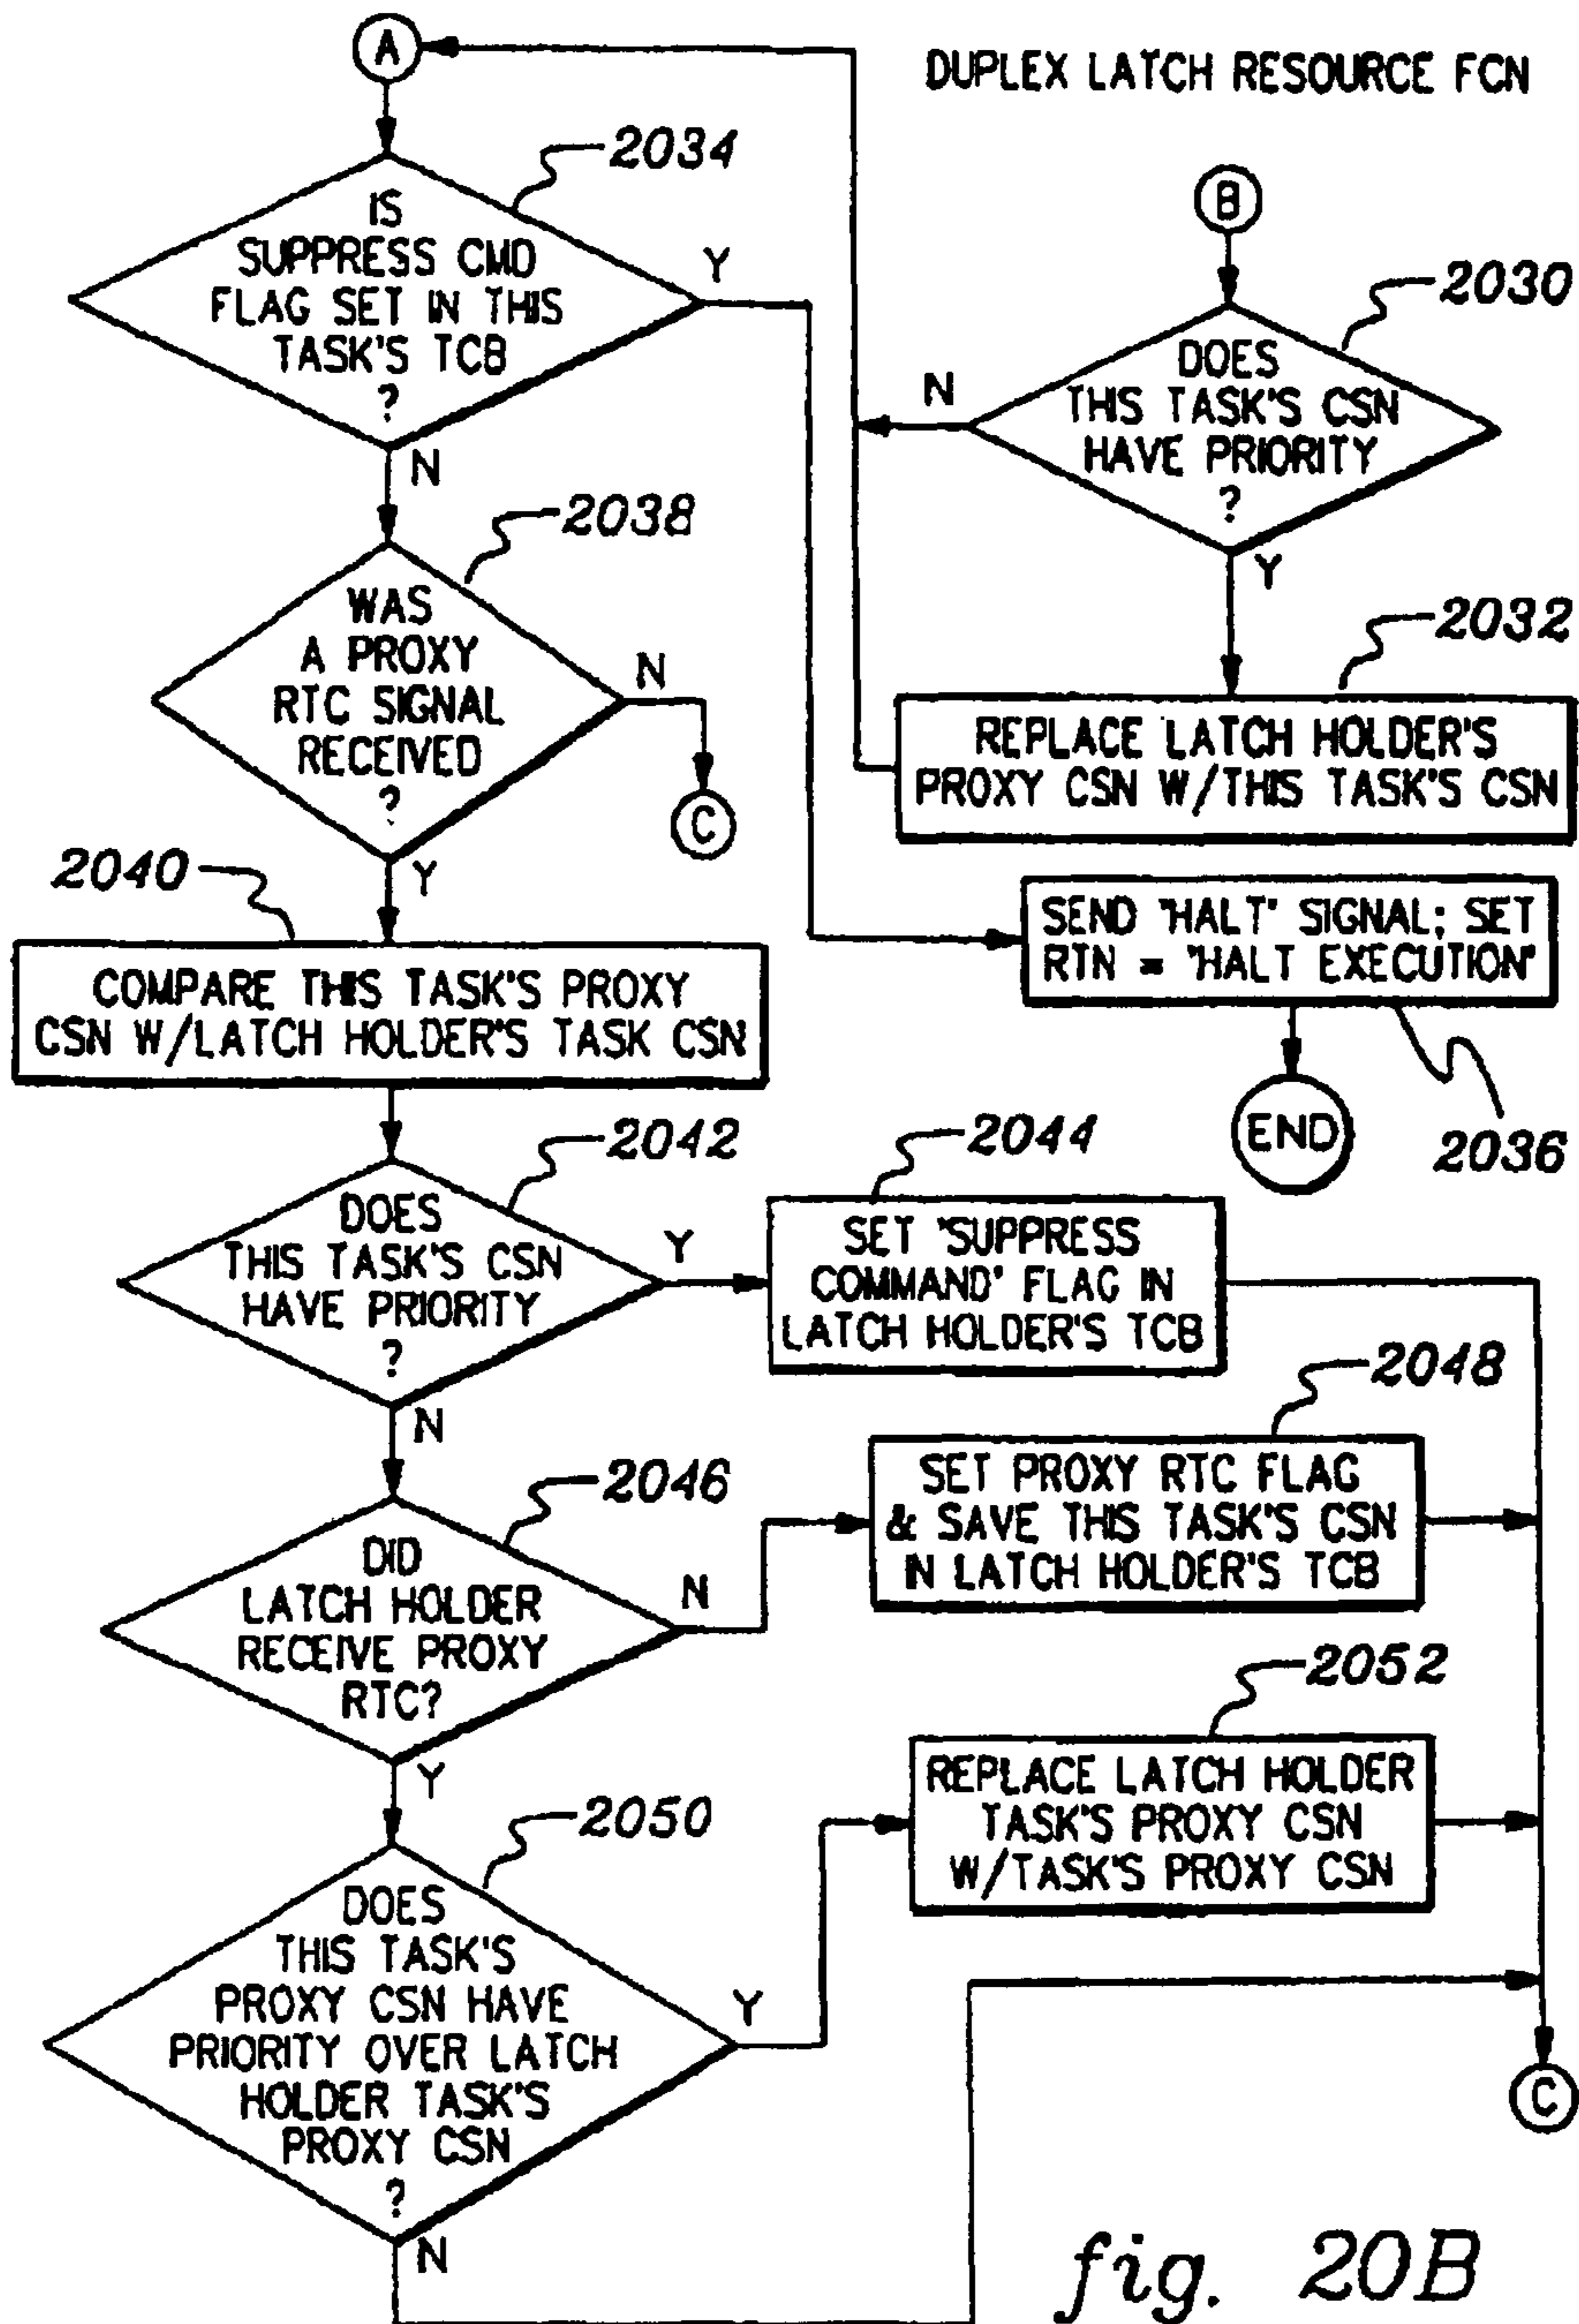 DUPLEX LATCH RESOURCE FCN
A
2034
IS
SUPPRESS CMD
FLAG SET IN THIS
TASK'S TCB
?
Y
N
2038
WAS
A PROXY
RTC SIGNAL
RECEIVED
?
N
C
Y
2040
COMPARE THIS TASK'S PROXY
CSN W/LATCH HOLDER'S TASK CSN
2042
DOES
THIS TASK'S CSN
HAVE PRIORITY
?
Y
N
2044
SET 'SUPPRESS
COMMAND' FLAG IN
LATCH HOLDER'S TCB
2046
DID
LATCH HOLDER
RECEIVE PROXY
RTC?
N
Y
2048
SET PROXY RTC FLAG
& SAVE THIS TASK'S CSN
IN LATCH HOLDER'S TCB
2050
DOES
THIS TASK'S
PROXY CSN HAVE
PRIORITY OVER LATCH
HOLDER TASK'S
PROXY CSN
?
Y
N
2052
REPLACE LATCH HOLDER
TASK'S PROXY CSN
W/TASK'S PROXY CSN
C
B
2030
DOES
THIS TASK'S CSN
HAVE PRIORITY
?
N
Y
2032
REPLACE LATCH HOLDER'S
PROXY CSN W/THIS TASK'S CSN
SEND "HALT" SIGNAL; SET
RTN = "HALT EXECUTION"
2036
END
fig. 20B